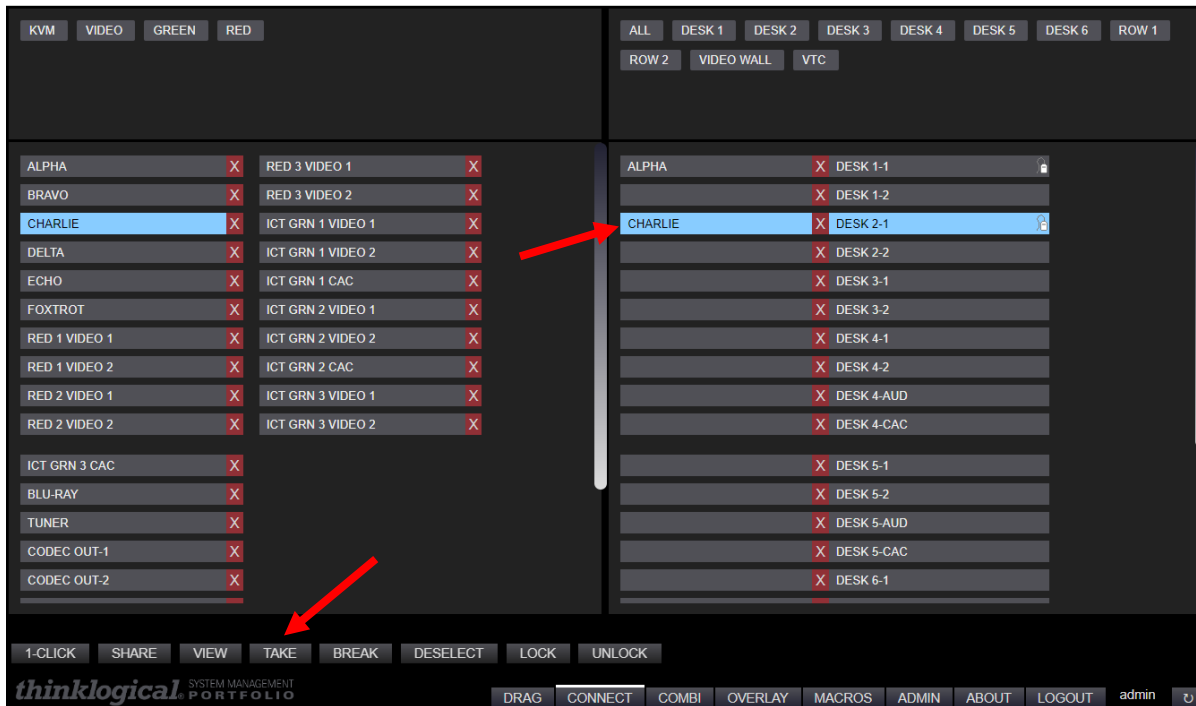 KVM VIDEO GREEN RED
ALL DESK 1 DESK 2 DESK 3 DESK 4 DESK 5 DESK 6 ROW 1
ROW 2 VIDEO WALL VTC
ALPHA X RED 3 VIDEO 1 X
BRAVO X RED 3 VIDEO 2 X
CHARLIE X ICT GRN 1 VIDEO 1 X
DELTA X ICT GRN 1 VIDEO 2 X
ECHO X ICT GRN 1 CAC X
FOXTROT X ICT GRN 2 VIDEO 1 X
RED 1 VIDEO 1 X ICT GRN 2 VIDEO 2 X
RED 1 VIDEO 2 X ICT GRN 2 CAC X
RED 2 VIDEO 1 X ICT GRN 3 VIDEO 1 X
RED 2 VIDEO 2 X ICT GRN 3 VIDEO 2 X
ICT GRN 3 CAC X
BLU-RAY X
TUNER X
CODEC OUT-1 X
CODEC OUT-2 X
ALPHA X DESK 1-1
X DESK 1-2
CHARLIE X DESK 2-1
X DESK 2-2
X DESK 3-1
X DESK 3-2
X DESK 4-1
X DESK 4-2
X DESK 4-AUD
X DESK 4-CAC
X DESK 5-1
X DESK 5-2
X DESK 5-AUD
X DESK 5-CAC
X DESK 6-1
1-CLICK SHARE VIEW TAKE BREAK DESELECT LOCK UNLOCK
thinklogical® SYSTEM MANAGEMENT
PORTFOLIO
DRAG CONNECT COMBI OVERLAY MACROS ADMIN ABOUT LOGOUT admin